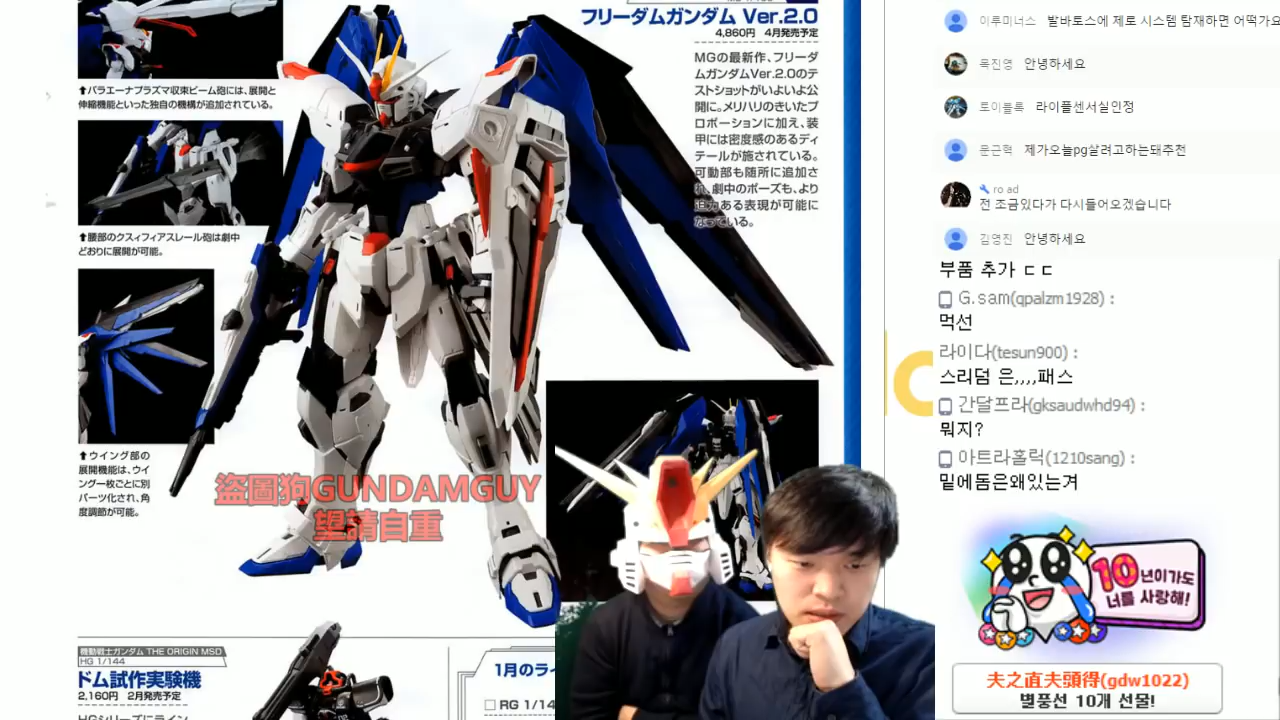 フリーダムガンダム Ver.2.0
4,860円 4月発売予定
MGの最新作、フリーダ
ムガンダムVer.2.0のテ
ストショットがいよいよ公
開に。メリハリのきいたプ
ロポーションに加え、装
甲には密度感のあるディ
テールが施されている。
可動部も随所に追加さ
れ、劇中のポーズも、より
迫力ある表現が可能に
なっている。
⬆バラエーナプラズマ収束ビーム砲には、展開と
伸縮機能といった独自の機構が追加されている。
⬆腰部のクスィフィアスレール砲は劇中
どおりに展開が可能。
⬆ウイング部の
展開機能は、ウイ
ング一枚ごとに別
パーツ化され、角
度調節が可能。
盜圖狗GUNDAMGUY
望請自重
機動戦士ガンダム THE ORIGIN MSD
HG 1/144
ドム試作実験機
2,160円 2月発売予定
HGシリーズにライン
1月のライ
RG 1/14
이루미너스 발바로스에 제로 시스템 탑재하면 어떡가요
목진영 안녕하세요
토이블록 라이플센서실인정
문근혁 제가오늘pg살려고하는돼추천
ro ad
전 조금있다가 다시들어오겠습니다
김영진 안녕하세요
부품 추가 ㄷㄷ
G.sam(qpalzm1928) :
먹선
라이다(tesun900) :
스리덤 은,,,,패스
간달프라(gksaudwhd94) :
뭐지?
아트라홀릭(1210sang) :
밑에돔은왜있는겨
10년이가도
너를 사랑해!
夫之直夫頭得(gdw1022)
별풍선 10개 선물!